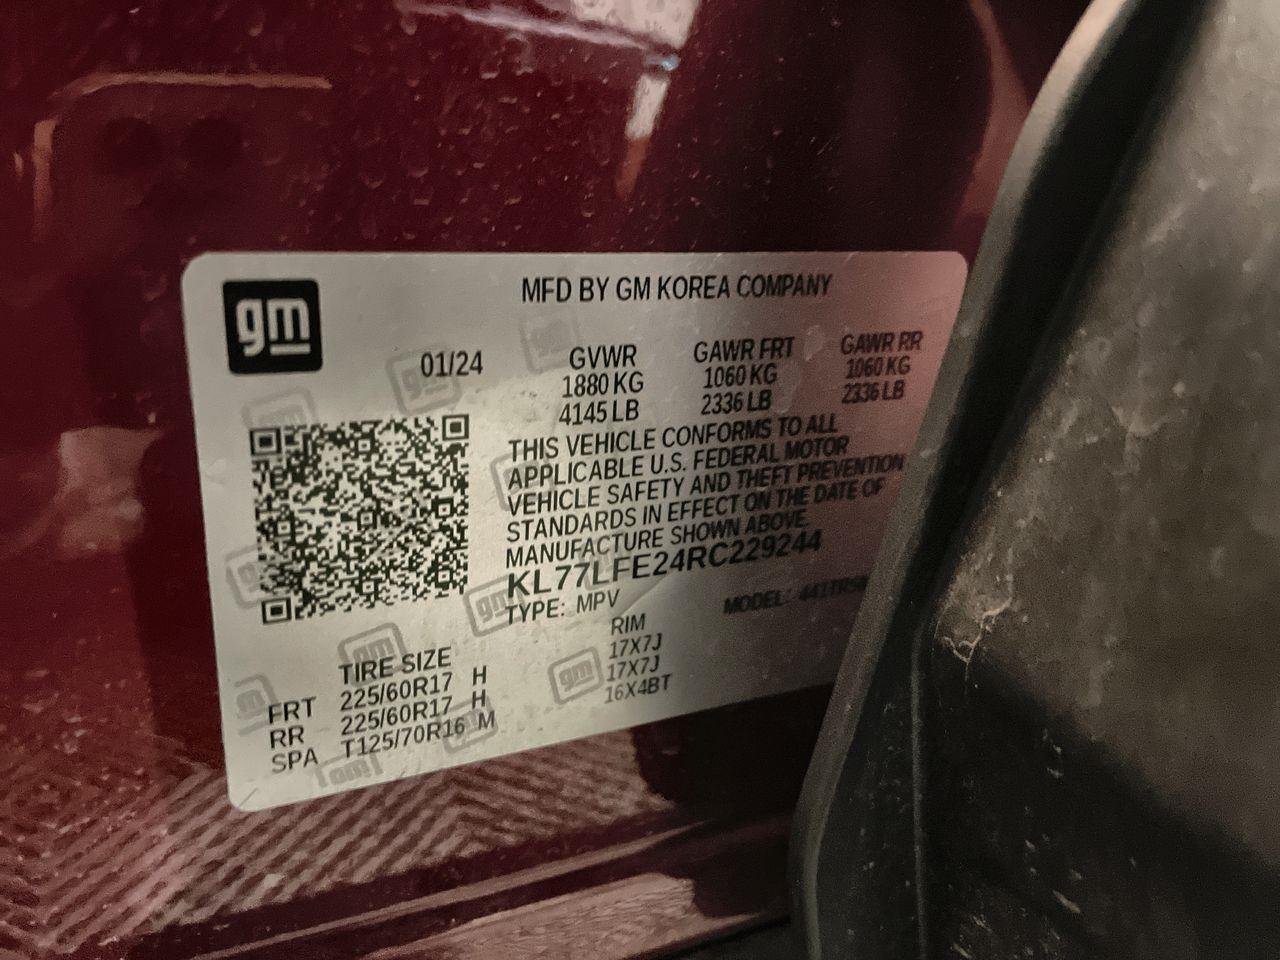 gm
MFD BY GM KOREA COMPANY
01/24
GVWR GAWR FRT GAWR RR
1880 KG 1060 KG 1060 KG
4145 LB 2336 LB 2336 LB
THIS VEHICLE CONFORMS TO ALL
APPLICABLE U.S. FEDERAL MOTOR
VEHICLE SAFETY AND THEFT PREVENTION
STANDARDS IN EFFECT ON THE DATE OF
MANUFACTURE SHOWN ABOVE.
KL77LFE24RC229244
TYPE: MPV MODEL:
TIRE SIZE RIM
FRT 225/60R17 H 17X7J
RR 225/60R17 H 17X7J
SPA T125/70R16 M 16X4BT